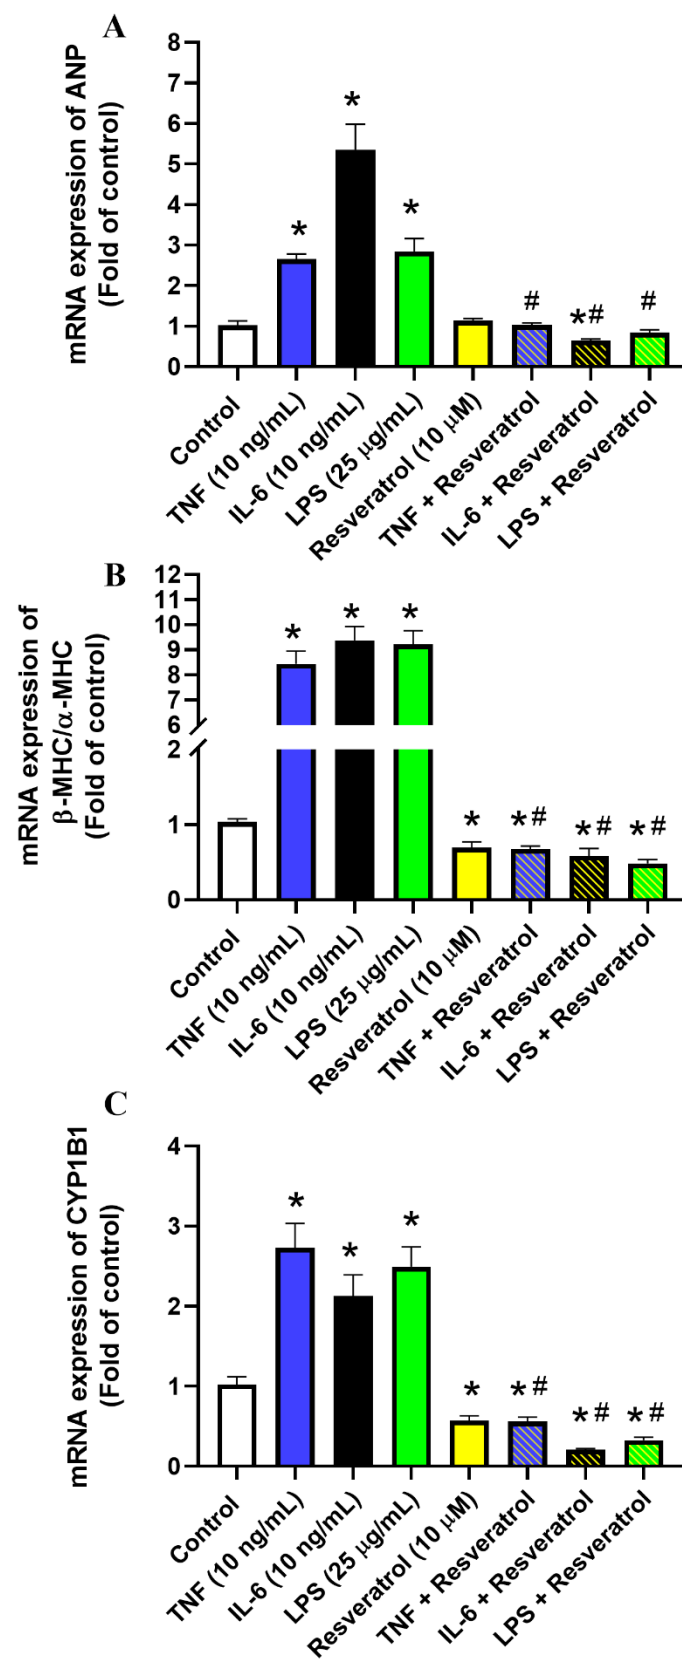 A
mRNA expression of ANP
(Fold of control)
8
7
6
5
4
3
2
1
0
*
*
*
#
*#
#
Control
TNF (10 ng/mL)
IL-6 (10 ng/mL)
LPS (25 μg/mL)
Resveratrol (10 μM)
TNF + Resveratrol
IL-6 + Resveratrol
LPS + Resveratrol
B
mRNA expression of
β-MHC/α-MHC
(Fold of control)
12
11
10
9
8
7
6
2
1
0
*
*
*
*
*#
*#
*#
Control
TNF (10 ng/mL)
IL-6 (10 ng/mL)
LPS (25 μg/mL)
Resveratrol (10 μM)
TNF + Resveratrol
IL-6 + Resveratrol
LPS + Resveratrol
C
mRNA expression of CYP1B1
(Fold of control)
4
3
2
1
0
*
*
*
*
*#
*#
*#
Control
TNF (10 ng/mL)
IL-6 (10 ng/mL)
LPS (25 μg/mL)
Resveratrol (10 μM)
TNF + Resveratrol
IL-6 + Resveratrol
LPS + Resveratrol